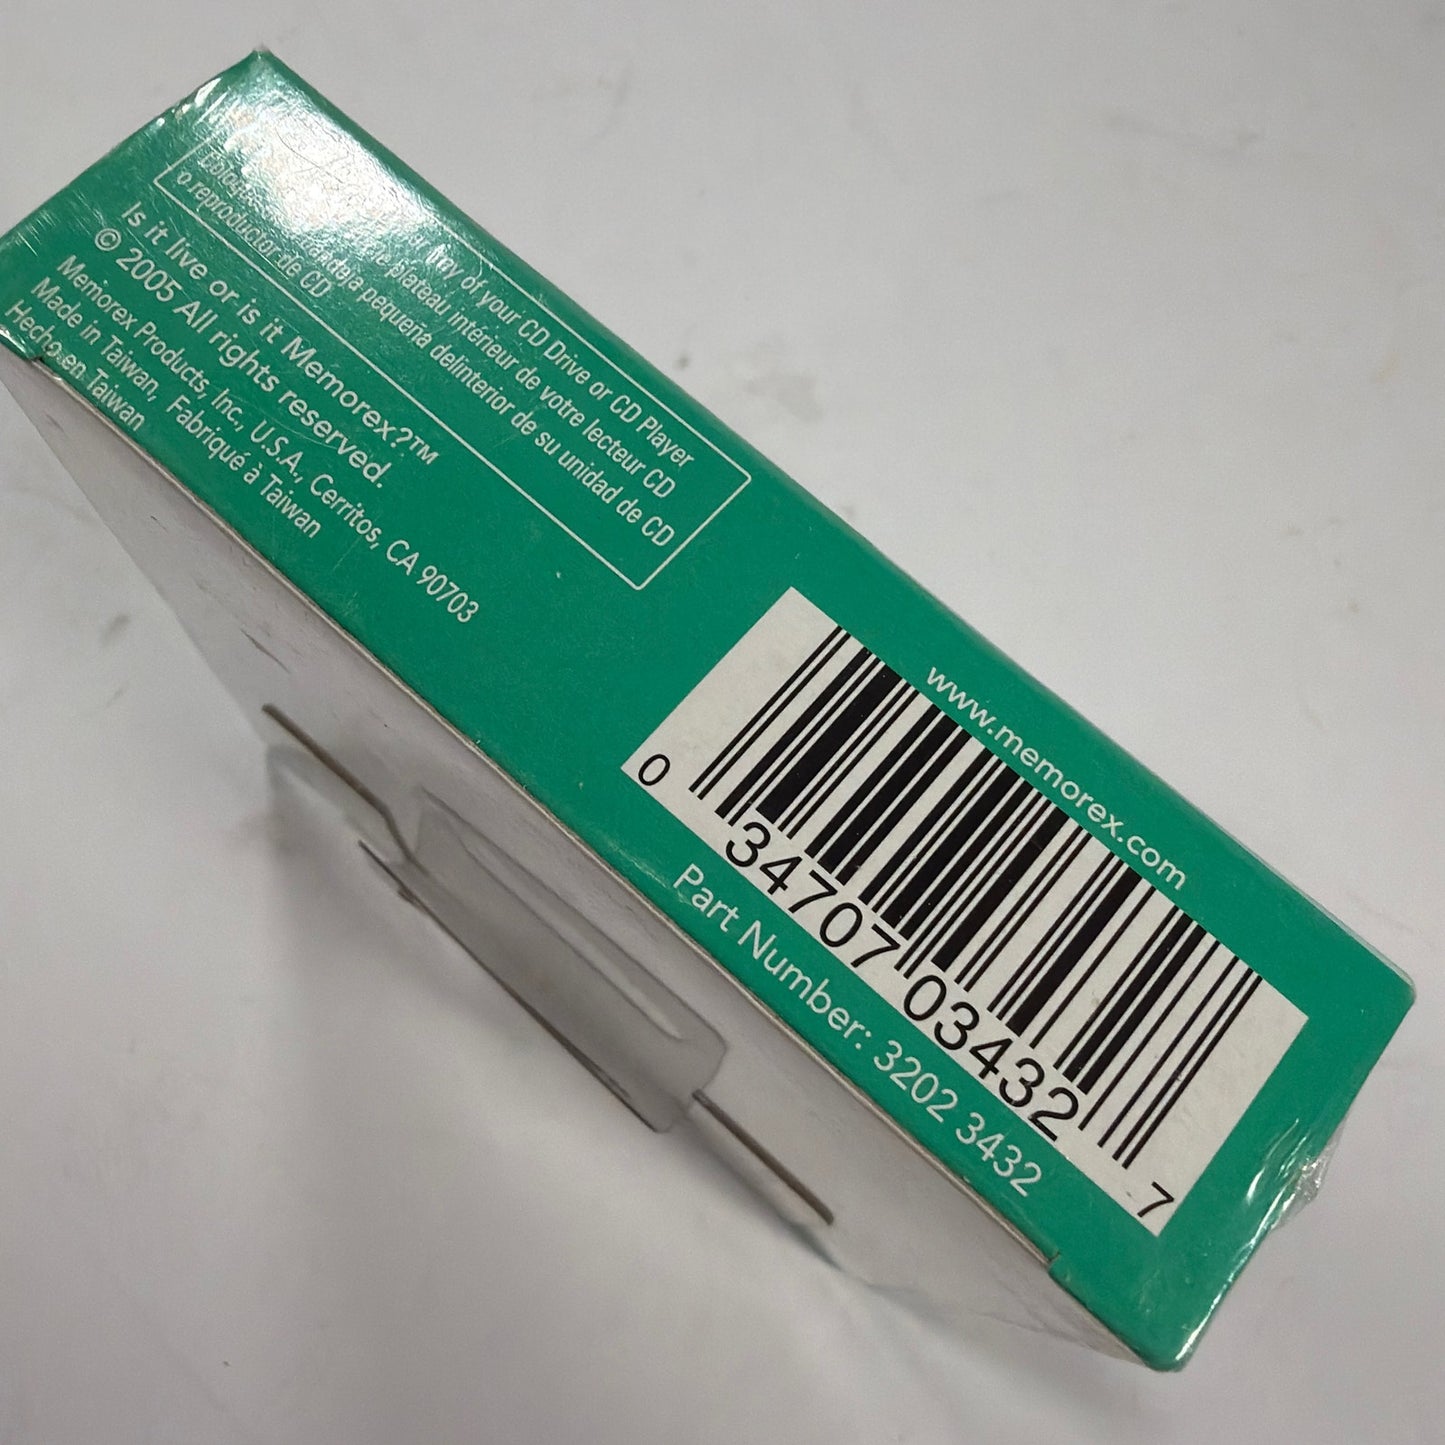 tray of your CD Drive or CD Player
le plateau intérieur de votre lecteur CD
bandeja pequeña delinterior de su unidad de CD
o reproductor de CD
Is it live or is it Memorex?™
© 2005 All rights reserved.
Memorex Products, Inc., U.S.A., Cerritos, CA 90703
Made in Taiwan, Fabriqué à Taiwan
Hecho en Taiwan
www.memorex.com
0 34707 03432 7
Part Number: 3202 3432